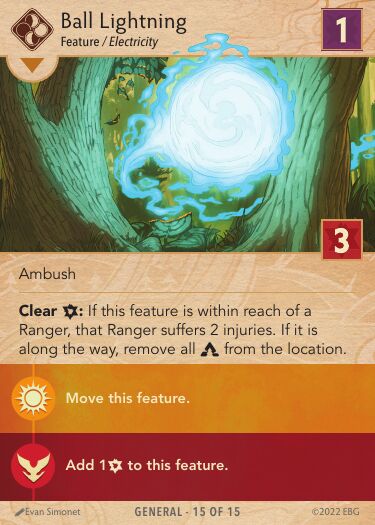 Ball Lightning
Feature / Electricity
1
3
Ambush
Clear : If this feature is within reach of a
Ranger, that Ranger suffers 2 injuries. If it is
along the way, remove all from the location.
Move this feature.
Add 1 to this feature.
Evan Simonet
GENERAL - 15 OF 15
©2022 EBG